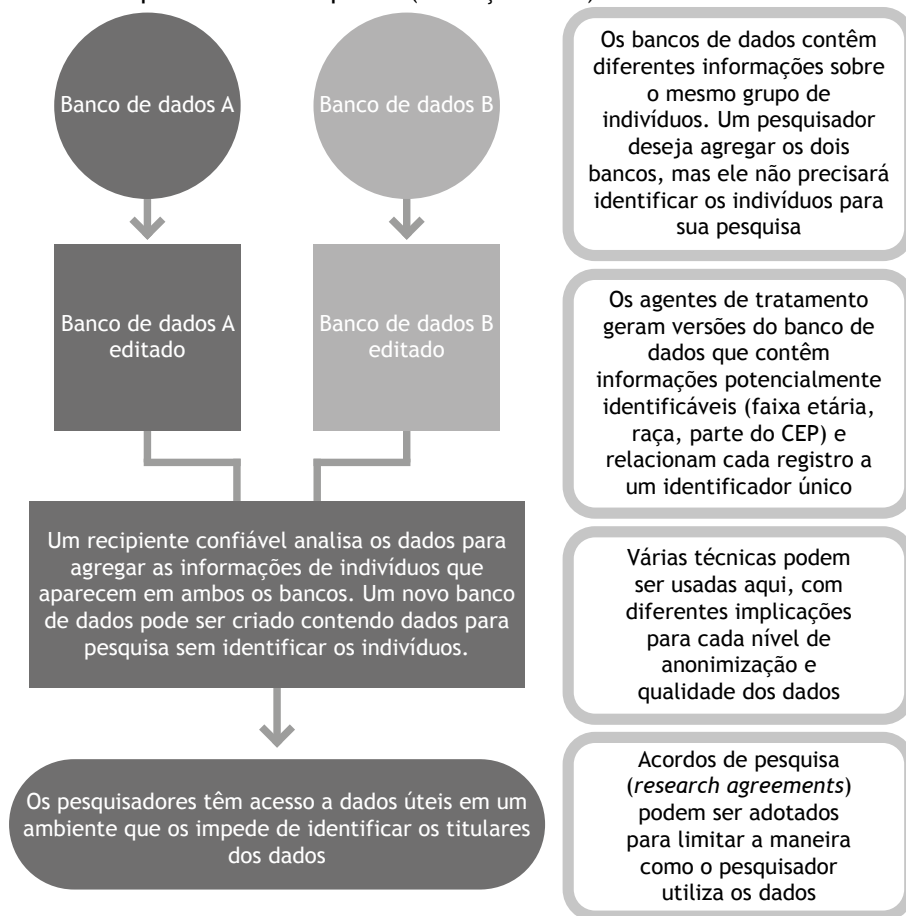 Banco de dados A
Banco de dados B
Os bancos de dados contêm
diferentes informações sobre
o mesmo grupo de
indivíduos. Um pesquisador
deseja agregar os dois
bancos, mas ele não precisará
identificar os indivíduos para
sua pesquisa
Banco de dados A
editado
Banco de dados B
editado
Os agentes de tratamento
geram versões do banco de
dados que contêm
informações potencialmente
identificáveis (faixa etária,
raça, parte do CEP) e
relacionam cada registro a
um identificador único
Um recipiente confiável analisa os dados para
agregar as informações de indivíduos que
aparecem em ambos os bancos. Um novo banco
de dados pode ser criado contendo dados para
pesquisa sem identificar os indivíduos.
Várias técnicas podem
ser usadas aqui, com
diferentes implicações
para cada nível de
anonimização e
qualidade dos dados
Os pesquisadores têm acesso a dados úteis em um
ambiente que os impede de identificar os titulares
dos dados
Acordos de pesquisa
(research agreements)
podem ser adotados
para limitar a maneira
como o pesquisador
utiliza os dados